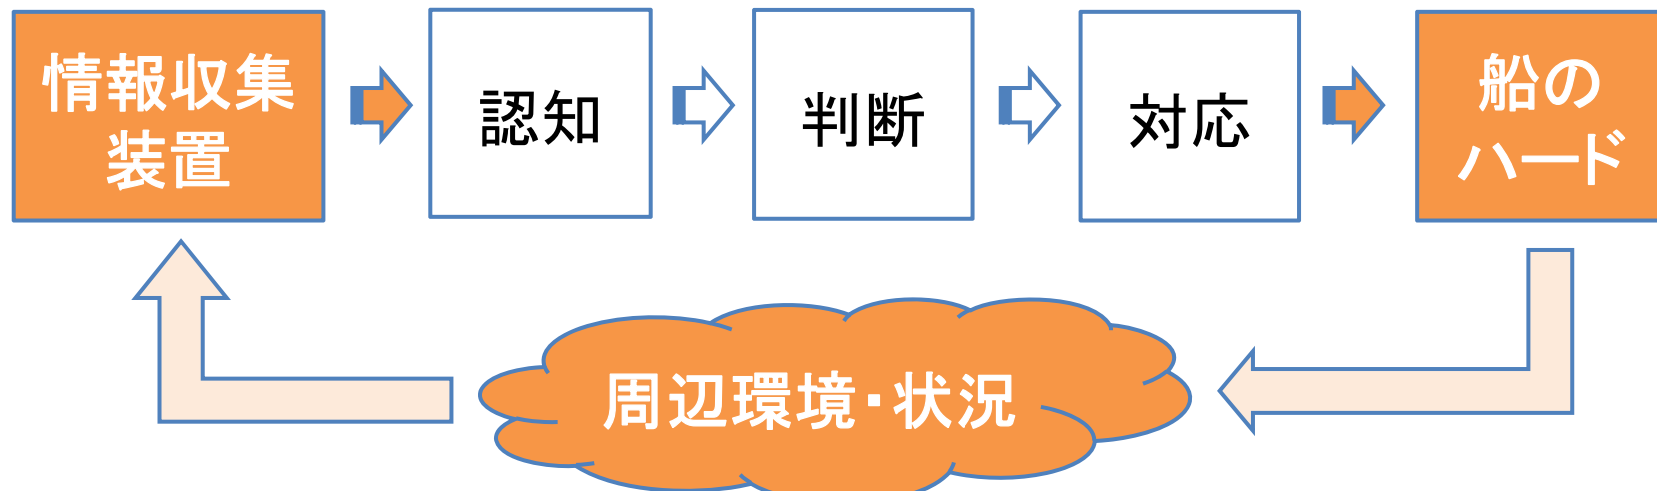 情報収集
装置
認知
判断
対応
船の
ハード
周辺環境・状況